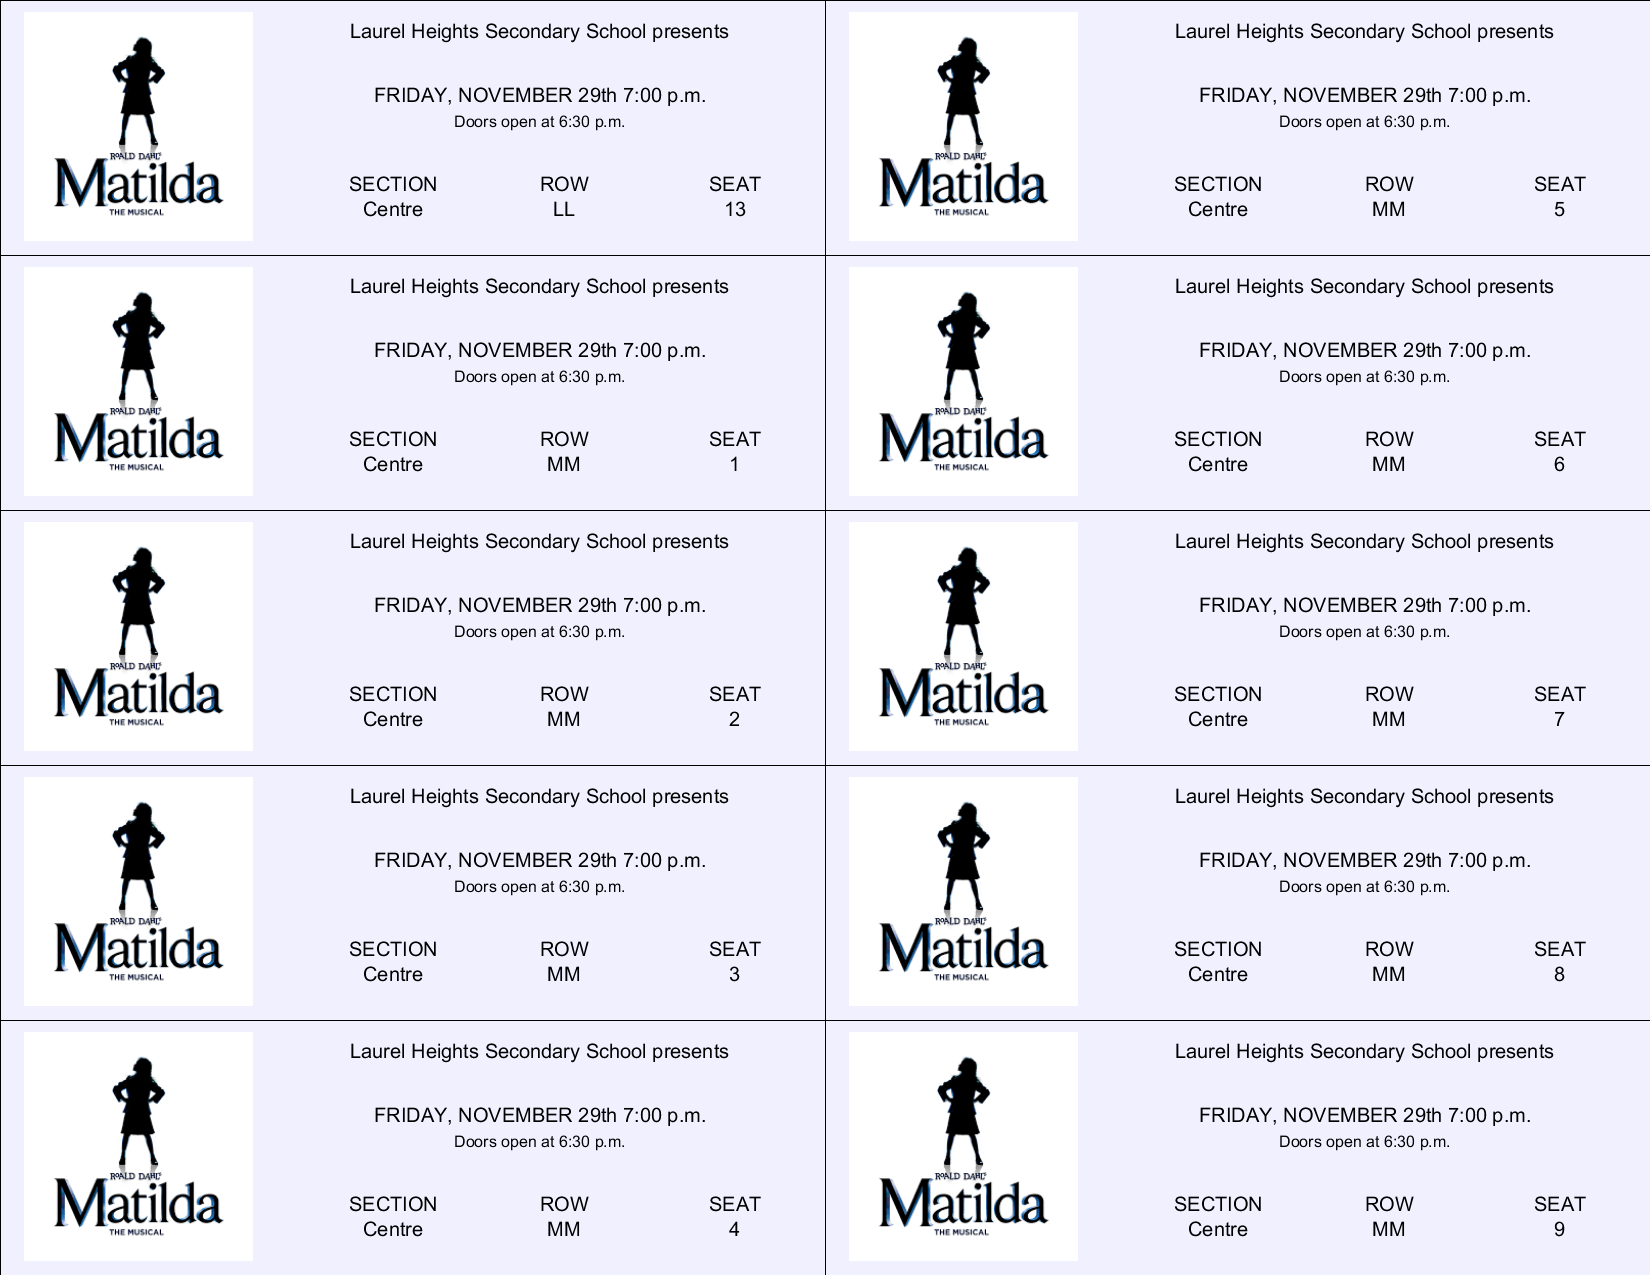 Laurel Heights Secondary School presents
FRIDAY, NOVEMBER 29th 7:00 p.m.
Doors open at 6:30 p.m.
ROALD DAHL'S
Matilda
THE MUSICAL
SECTION ROW SEAT
Centre LL 13
Laurel Heights Secondary School presents
FRIDAY, NOVEMBER 29th 7:00 p.m.
Doors open at 6:30 p.m.
ROALD DAHL'S
Matilda
THE MUSICAL
SECTION ROW SEAT
Centre MM 5
Laurel Heights Secondary School presents
FRIDAY, NOVEMBER 29th 7:00 p.m.
Doors open at 6:30 p.m.
ROALD DAHL'S
Matilda
THE MUSICAL
SECTION ROW SEAT
Centre MM 1
Laurel Heights Secondary School presents
FRIDAY, NOVEMBER 29th 7:00 p.m.
Doors open at 6:30 p.m.
ROALD DAHL'S
Matilda
THE MUSICAL
SECTION ROW SEAT
Centre MM 6
Laurel Heights Secondary School presents
FRIDAY, NOVEMBER 29th 7:00 p.m.
Doors open at 6:30 p.m.
ROALD DAHL'S
Matilda
THE MUSICAL
SECTION ROW SEAT
Centre MM 2
Laurel Heights Secondary School presents
FRIDAY, NOVEMBER 29th 7:00 p.m.
Doors open at 6:30 p.m.
ROALD DAHL'S
Matilda
THE MUSICAL
SECTION ROW SEAT
Centre MM 7
Laurel Heights Secondary School presents
FRIDAY, NOVEMBER 29th 7:00 p.m.
Doors open at 6:30 p.m.
ROALD DAHL'S
Matilda
THE MUSICAL
SECTION ROW SEAT
Centre MM 3
Laurel Heights Secondary School presents
FRIDAY, NOVEMBER 29th 7:00 p.m.
Doors open at 6:30 p.m.
ROALD DAHL'S
Matilda
THE MUSICAL
SECTION ROW SEAT
Centre MM 8
Laurel Heights Secondary School presents
FRIDAY, NOVEMBER 29th 7:00 p.m.
Doors open at 6:30 p.m.
ROALD DAHL'S
Matilda
THE MUSICAL
SECTION ROW SEAT
Centre MM 4
Laurel Heights Secondary School presents
FRIDAY, NOVEMBER 29th 7:00 p.m.
Doors open at 6:30 p.m.
ROALD DAHL'S
Matilda
THE MUSICAL
SECTION ROW SEAT
Centre MM 9